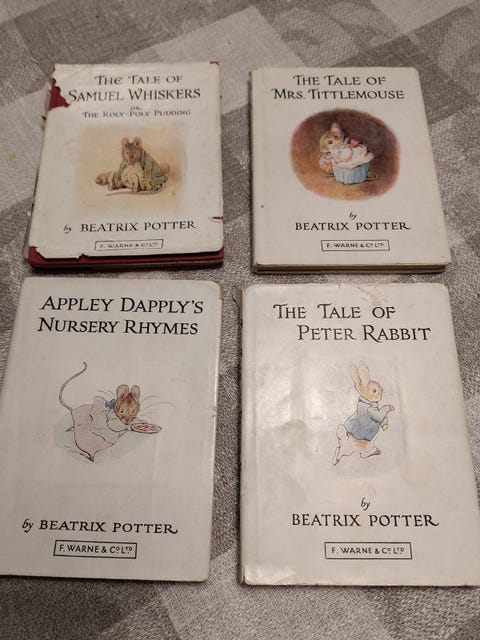 THE TALE OF
SAMUEL WHISKERS
OR,
THE ROLY-POLY PUDDING
by BEATRIX POTTER
F. WARNE & Co LTD
THE TALE OF
MRS. TITTLEMOUSE
by
BEATRIX POTTER
F. WARNE & Co LTD
APPLEY DAPPLY'S
NURSERY RHYMES
by BEATRIX POTTER
F. WARNE & Co LTD
THE TALE OF
PETER RABBIT
by
BEATRIX POTTER
F. WARNE & Co LTD